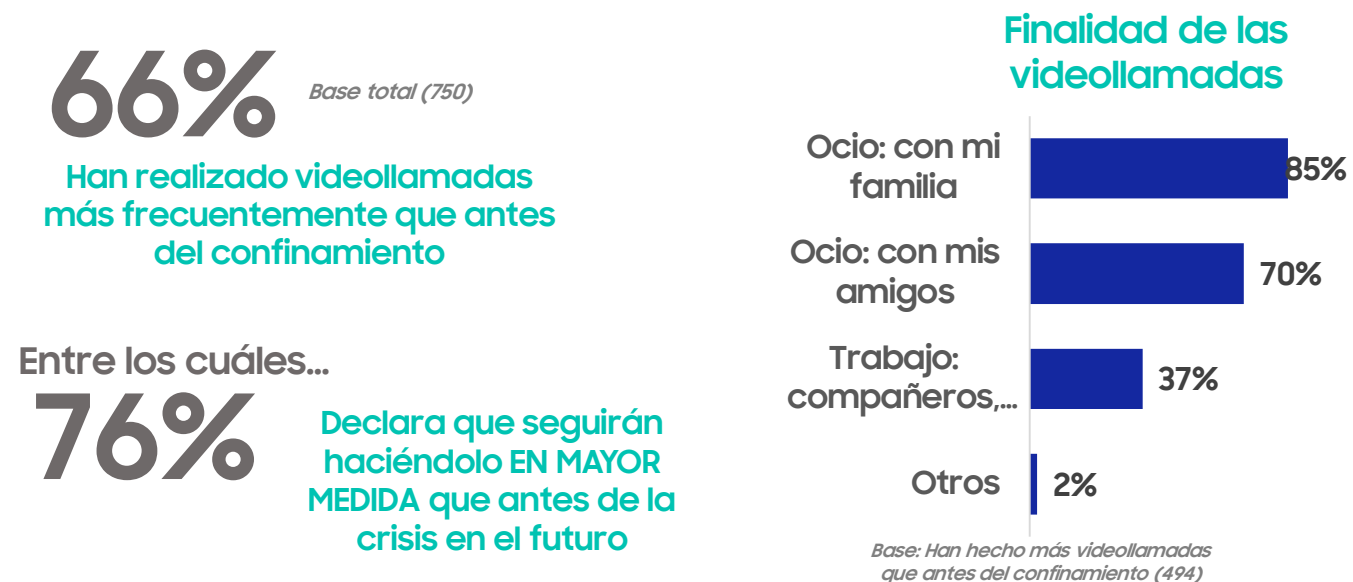 66%
Base total (750)
Han realizado videollamadas
más frecuentemente que antes
del confinamiento
Entre los cuáles...
76%
Declara que seguirán
haciéndolo EN MAYOR
MEDIDA que antes de la
crisis en el futuro
Finalidad de las
videollamadas
Ocio: con mi
familia
85%
Ocio: con mis
amigos
70%
Trabajo:
compañeros,...
37%
Otros
2%
Base: Han hecho más videollamadas
que antes del confinamiento (494)